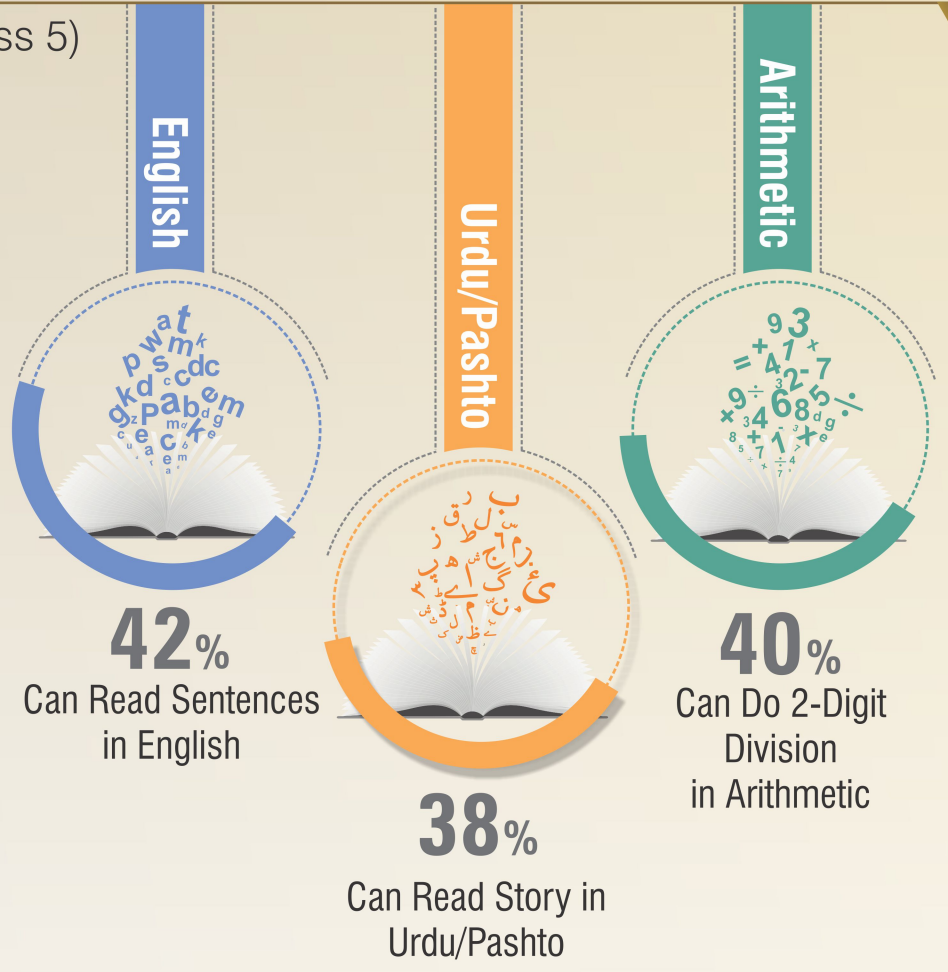 ss 5)
English
Urdu/Pashto
Arithmetic
42%
Can Read Sentences
in English
38%
Can Read Story in
Urdu/Pashto
40%
Can Do 2-Digit
Division
in Arithmetic